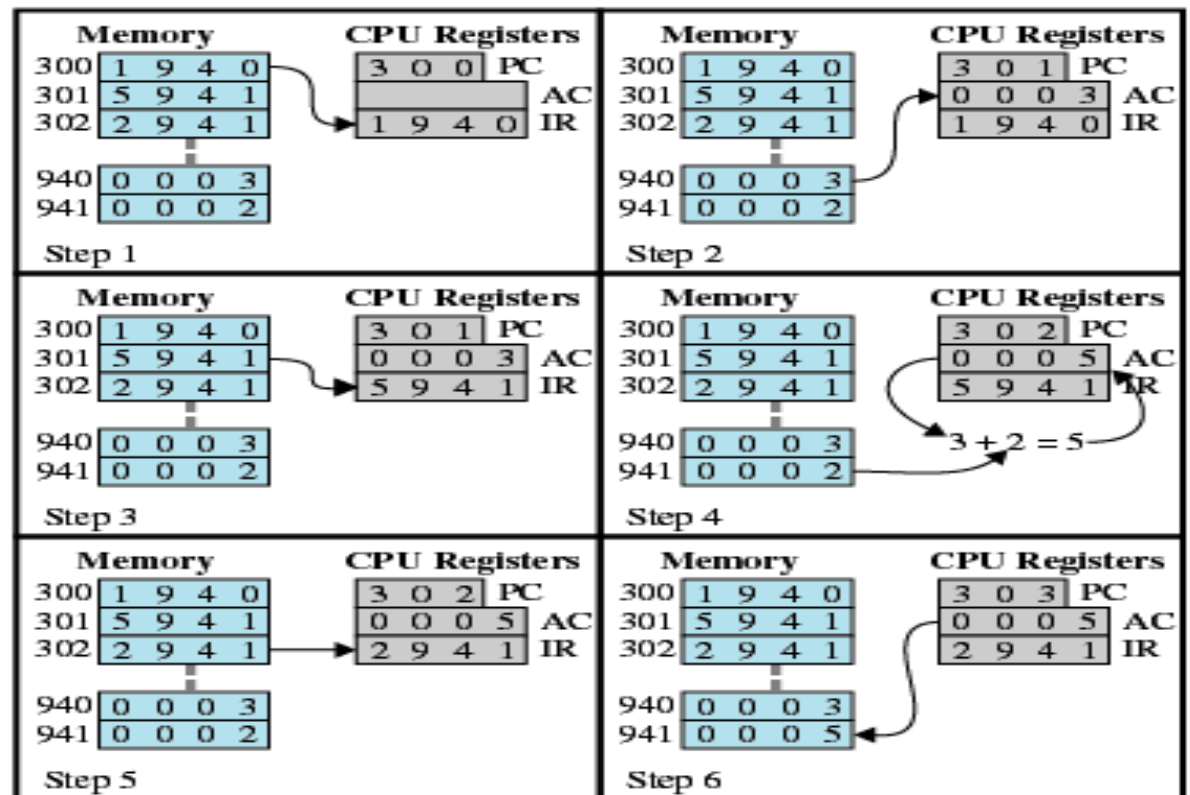 Memory CPU Registers
300 1 9 4 0 3 0 0 PC
301 5 9 4 1 AC
302 2 9 4 1 1 9 4 0 IR
940 0 0 0 3
941 0 0 0 2
Step 1
Memory CPU Registers
300 1 9 4 0 3 0 1 PC
301 5 9 4 1 0 0 0 3 AC
302 2 9 4 1 1 9 4 0 IR
940 0 0 0 3
941 0 0 0 2
Step 2
Memory CPU Registers
300 1 9 4 0 3 0 1 PC
301 5 9 4 1 0 0 0 3 AC
302 2 9 4 1 5 9 4 1 IR
940 0 0 0 3
941 0 0 0 2
Step 3
Memory CPU Registers
300 1 9 4 0 3 0 2 PC
301 5 9 4 1 0 0 0 5 AC
302 2 9 4 1 5 9 4 1 IR
940 0 0 0 3 3 + 2 = 5
941 0 0 0 2
Step 4
Memory CPU Registers
300 1 9 4 0 3 0 2 PC
301 5 9 4 1 0 0 0 5 AC
302 2 9 4 1 2 9 4 1 IR
940 0 0 0 3
941 0 0 0 2
Step 5
Memory CPU Registers
300 1 9 4 0 3 0 3 PC
301 5 9 4 1 0 0 0 5 AC
302 2 9 4 1 2 9 4 1 IR
940 0 0 0 3
941 0 0 0 5
Step 6